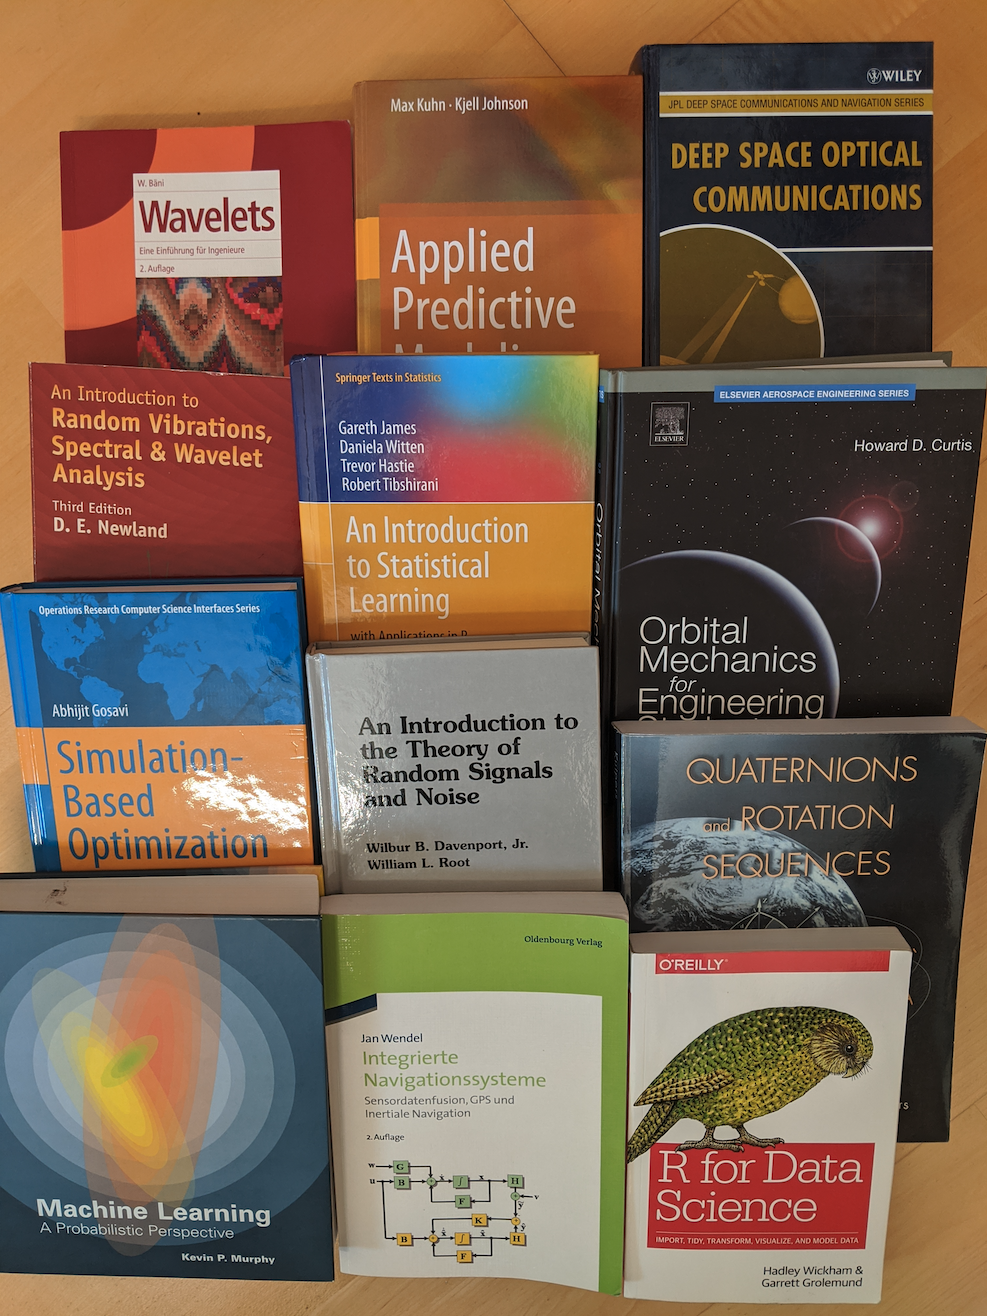 W. Bäni
Wavelets
Eine Einführung für Ingenieure
2. Auflage
Max Kuhn · Kjell Johnson
Applied
Predictive
WILEY
JPL DEEP SPACE COMMUNICATIONS AND NAVIGATION SERIES
DEEP SPACE OPTICAL
COMMUNICATIONS
An Introduction to
Random Vibrations,
Spectral & Wavelet
Analysis
Third Edition
D. E. Newland
Springer Texts in Statistics
Gareth James
Daniela Witten
Trevor Hastie
Robert Tibshirani
An Introduction
to Statistical
Learning
with Applications in R
ELSEVIER AEROSPACE ENGINEERING SERIES
ELSEVIER
Howard D. Curtis
Orbital
Mechanics
for
Engineering
Operations Research Computer Science Interfaces Series
Abhijit Gosavi
Simulation-
Based
Optimization
An Introduction to
the Theory of
Random Signals
and Noise
Wilbur B. Davenport, Jr.
William L. Root
QUATERNIONS
and ROTATION
SEQUENCES
Machine Learning
A Probabilistic Perspective
Kevin P. Murphy
Oldenbourg Verlag
Jan Wendel
Integrierte
Navigationssysteme
Sensordatenfusion, GPS und
Inertiale Navigation
2. Auflage
w G
u B x H
F v
K
B H
F
O'REILLY
R for Data
Science
IMPORT, TIDY, TRANSFORM, VISUALIZE, AND MODEL DATA
Hadley Wickham &
Garrett Grolemund